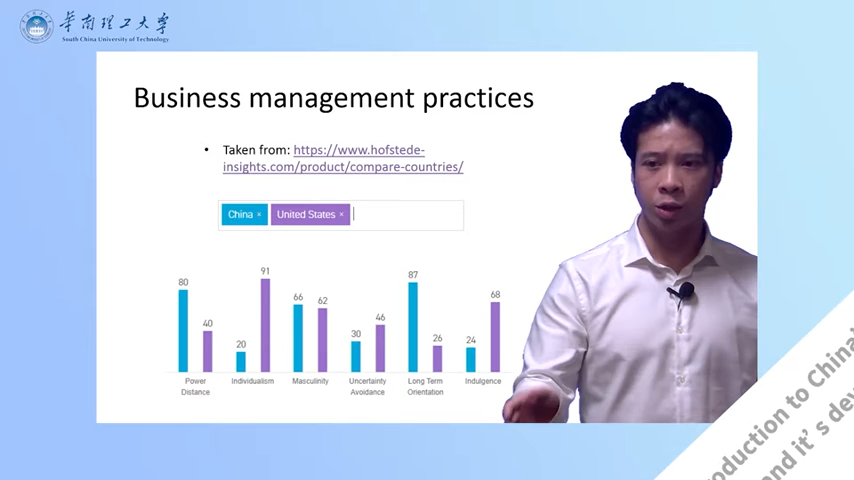 華南理工大學
South China University of Technology
Business management practices
• Taken from: https://www.hofstede-
insights.com/product/compare-countries/
China × United States ×
80 40 20 91 66 62 30 46 87 26 24 68
Power
Distance
Individualism
Masculinity
Uncertainty
Avoidance
Long Term
Orientation
Indulgence
oduction to China'
and it’s dev